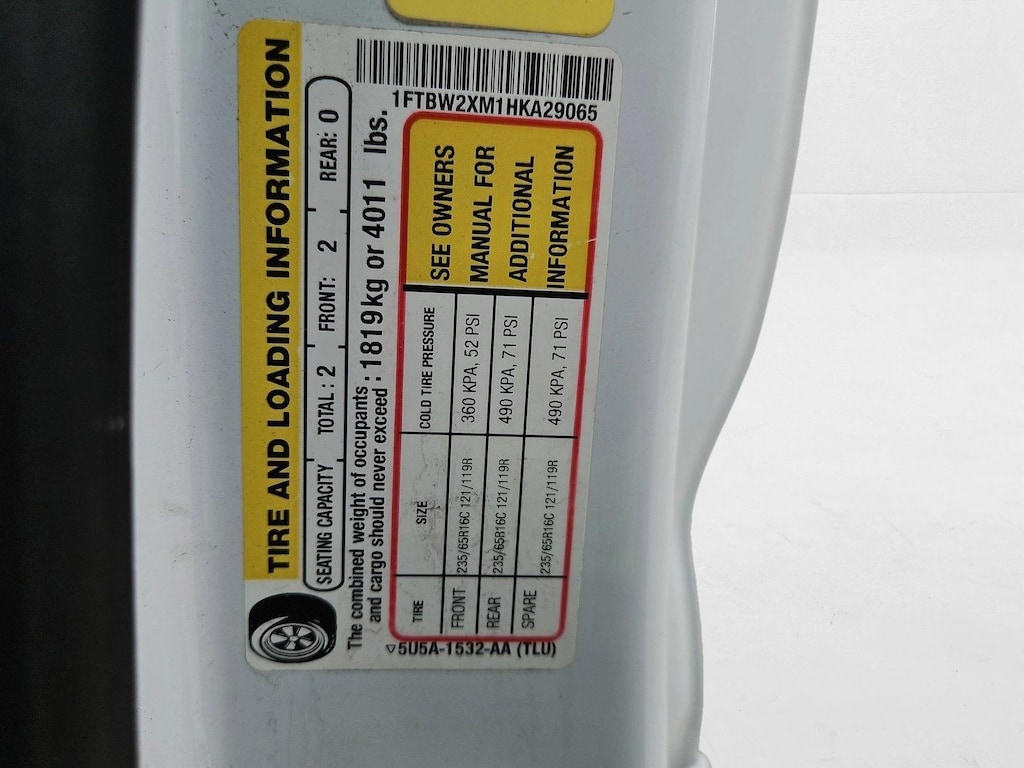 TIRE AND LOADING INFORMATION
SEATING CAPACITY TOTAL: 2 FRONT: 2 REAR: 0
The combined weight of occupants
and cargo should never exceed : 1819kg or 4011 lbs.
1FTBW2XM1HKA29065
TIRE SIZE COLD TIRE PRESSURE
FRONT 235/65R16C 121/119R 360 KPA, 52 PSI
REAR 235/65R16C 121/119R 490 KPA, 71 PSI
SPARE 235/65R16C 121/119R 490 KPA, 71 PSI
SEE OWNERS
MANUAL FOR
ADDITIONAL
INFORMATION
5U5A-1532-AA (TLU)